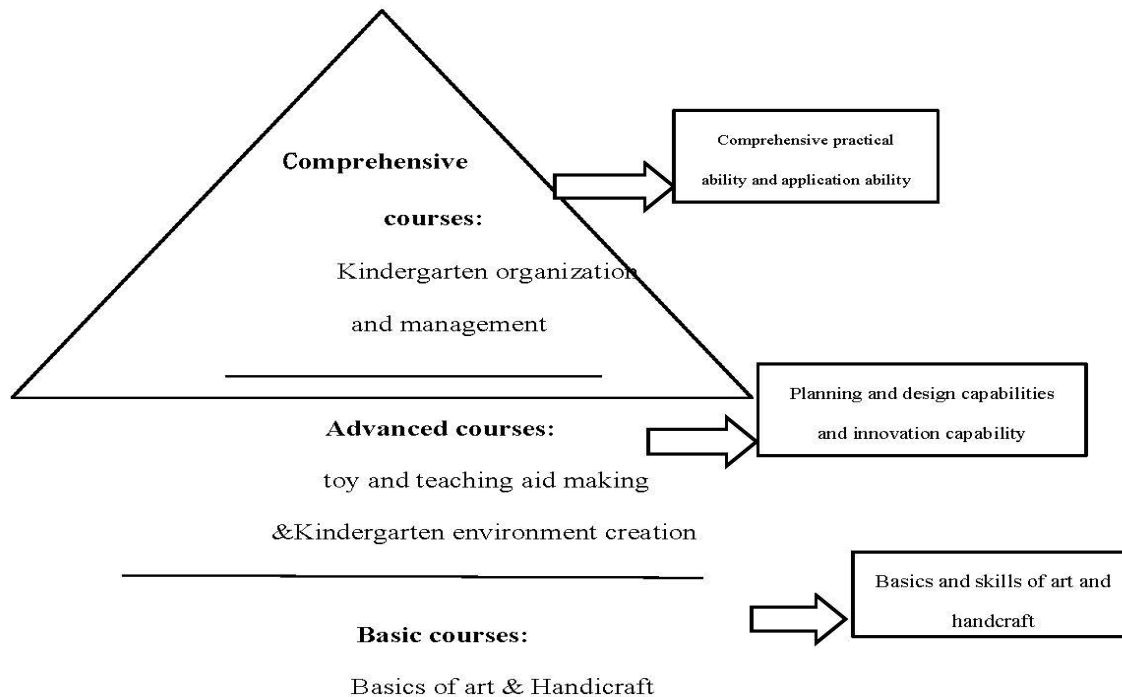 Comprehensive
courses:
Kindergarten organization
and management
Comprehensive practical
ability and application ability
Advanced courses:
toy and teaching aid making
&Kindergarten environment creation
Planning and design capabilities
and innovation capability
Basic courses:
Basics of art & Handicraft
Basics and skills of art and
handcraft